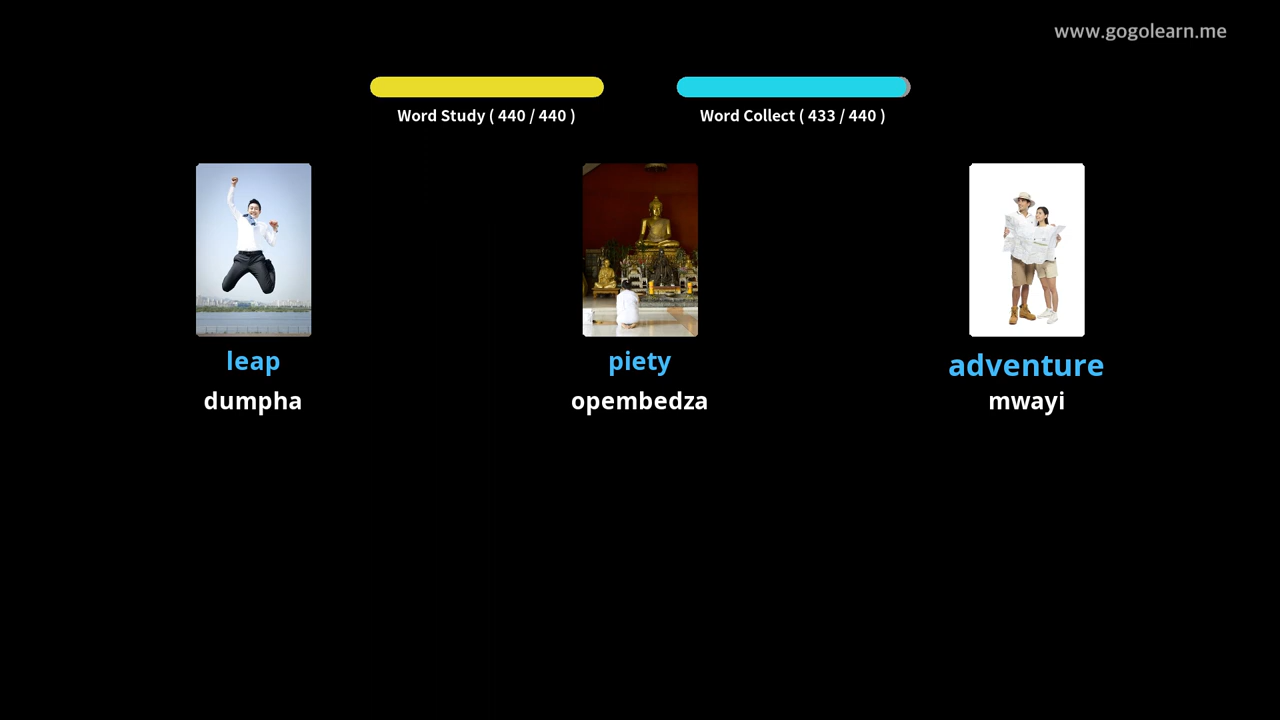 www.gogolearn.me
Word Study ( 440 / 440 )
Word Collect ( 433 / 440 )
leap
piety
adventure
dumpha
opembedza
mwayi